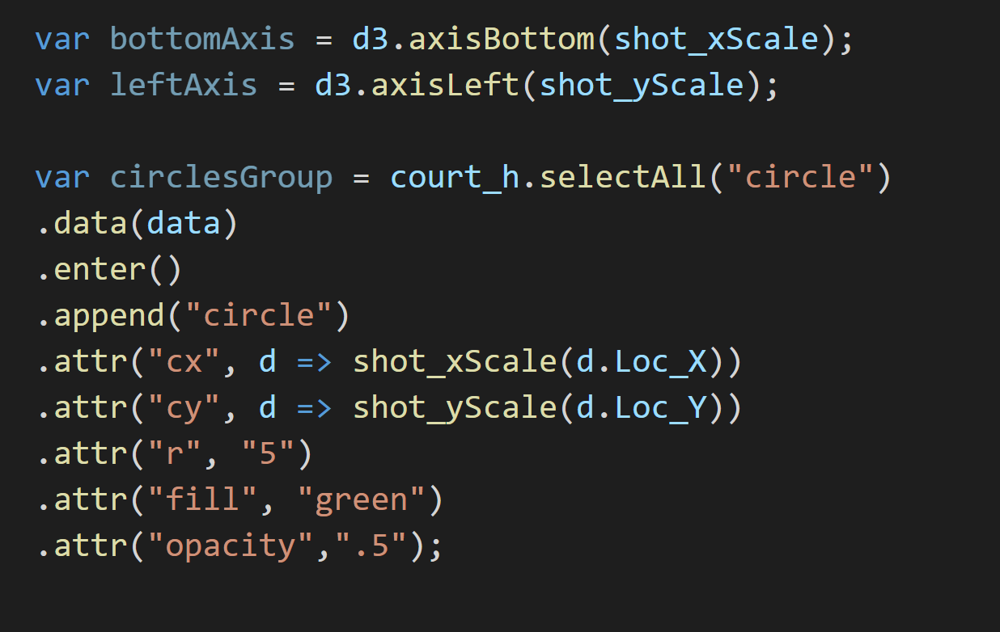 var bottomAxis = d3.axisBottom(shot_xScale);
var leftAxis = d3.axisLeft(shot_yScale);
var circlesGroup = court_h.selectAll("circle")
.data(data)
.enter()
.append("circle")
.attr("cx", d => shot_xScale(d.Loc_X))
.attr("cy", d => shot_yScale(d.Loc_Y))
.attr("r", "5")
.attr("fill", "green")
.attr("opacity",".5");